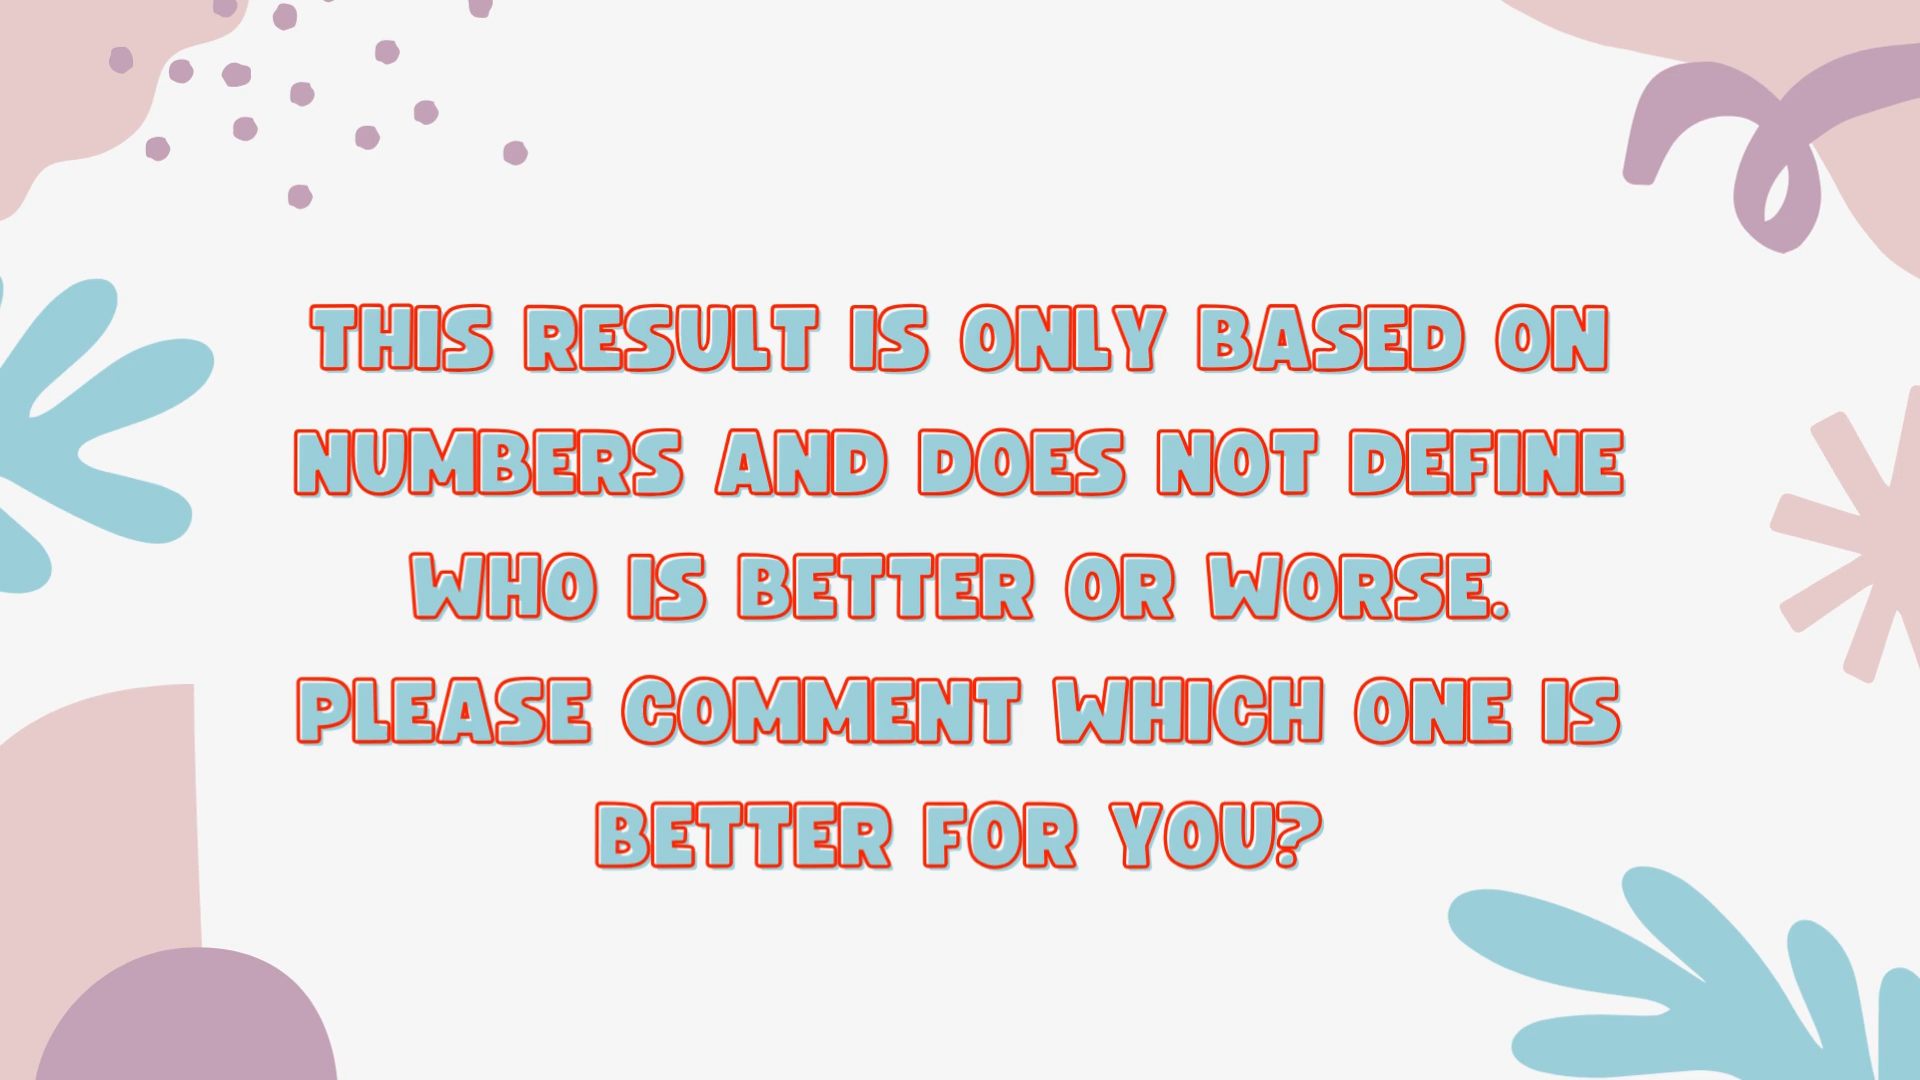 THIS RESULT IS ONLY BASED ON
NUMBERS AND DOES NOT DEFINE
WHO IS BETTER OR WORSE.
PLEASE COMMENT WHICH ONE IS
BETTER FOR YOU?